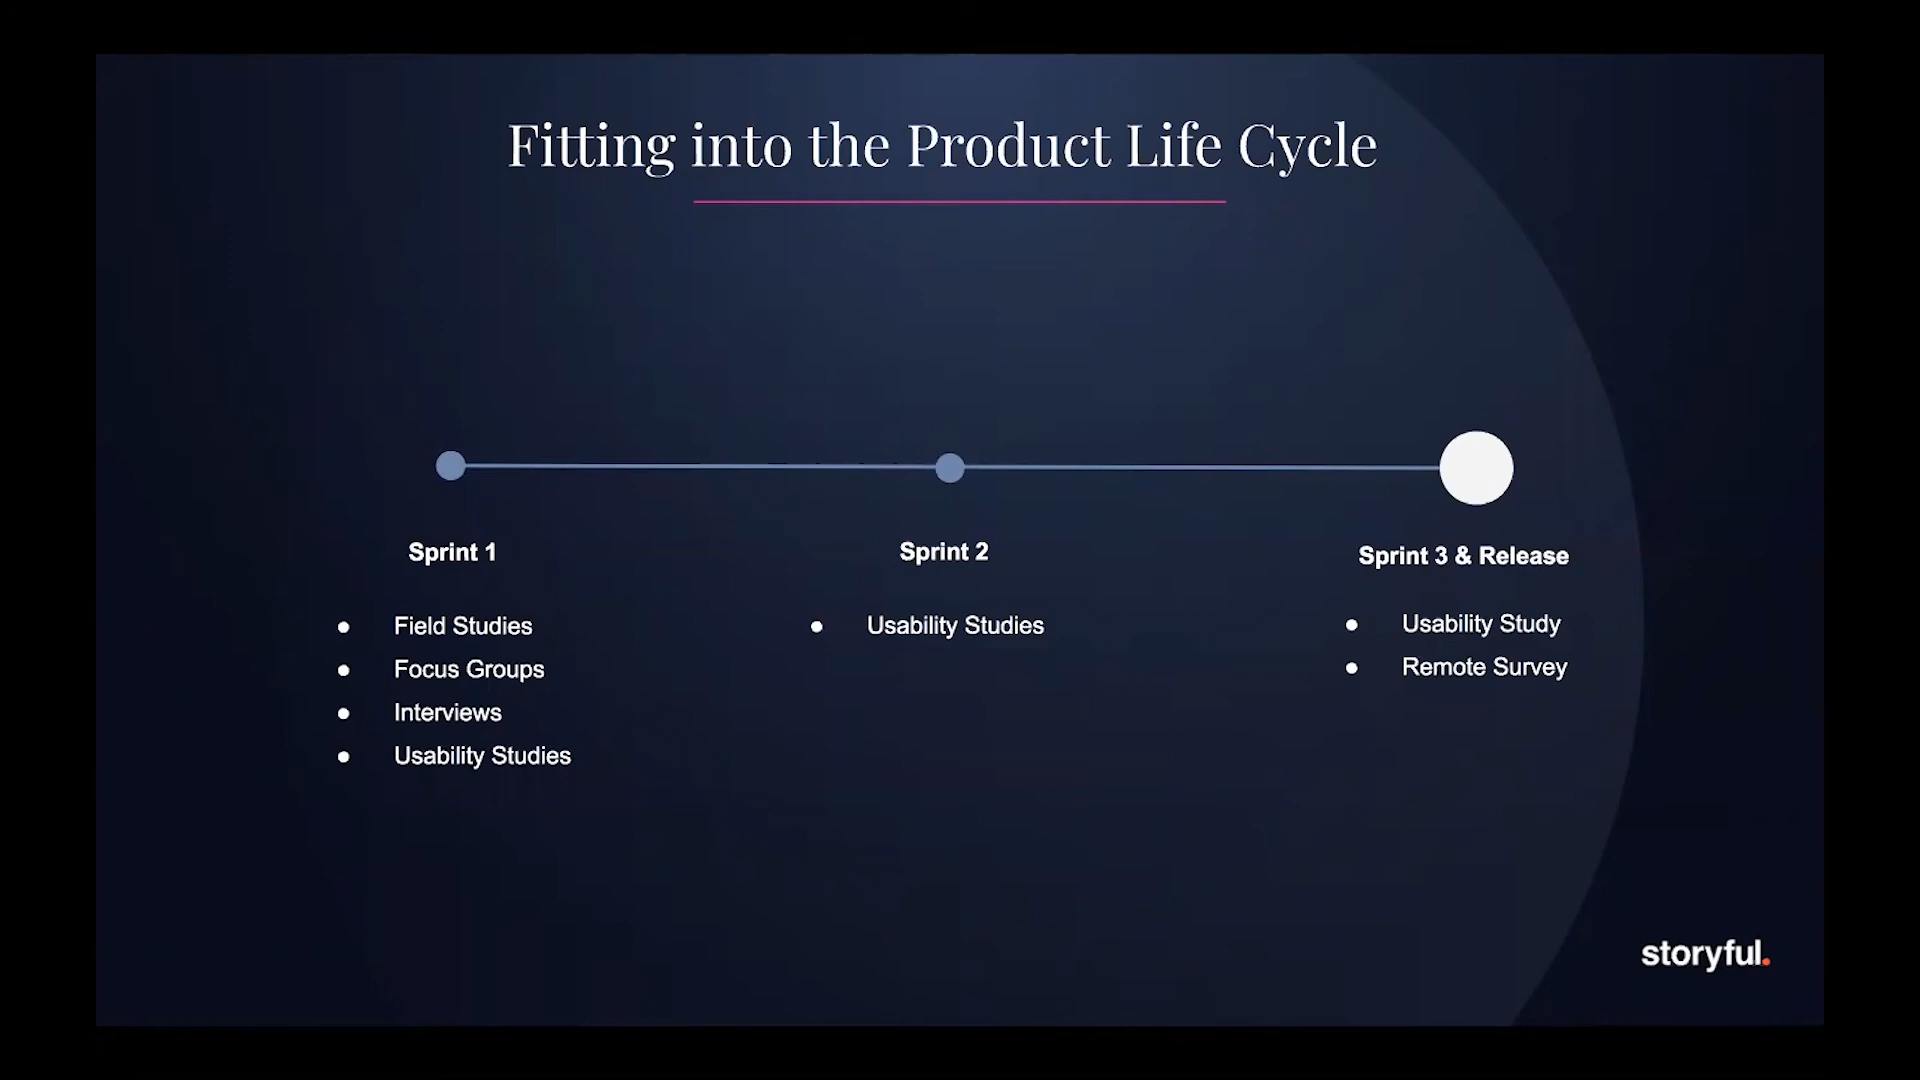 Fitting into the Product Life Cycle
Sprint 1
● Field Studies
● Focus Groups
● Interviews
● Usability Studies
Sprint 2
● Usability Studies
Sprint 3 & Release
● Usability Study
● Remote Survey
storyful.